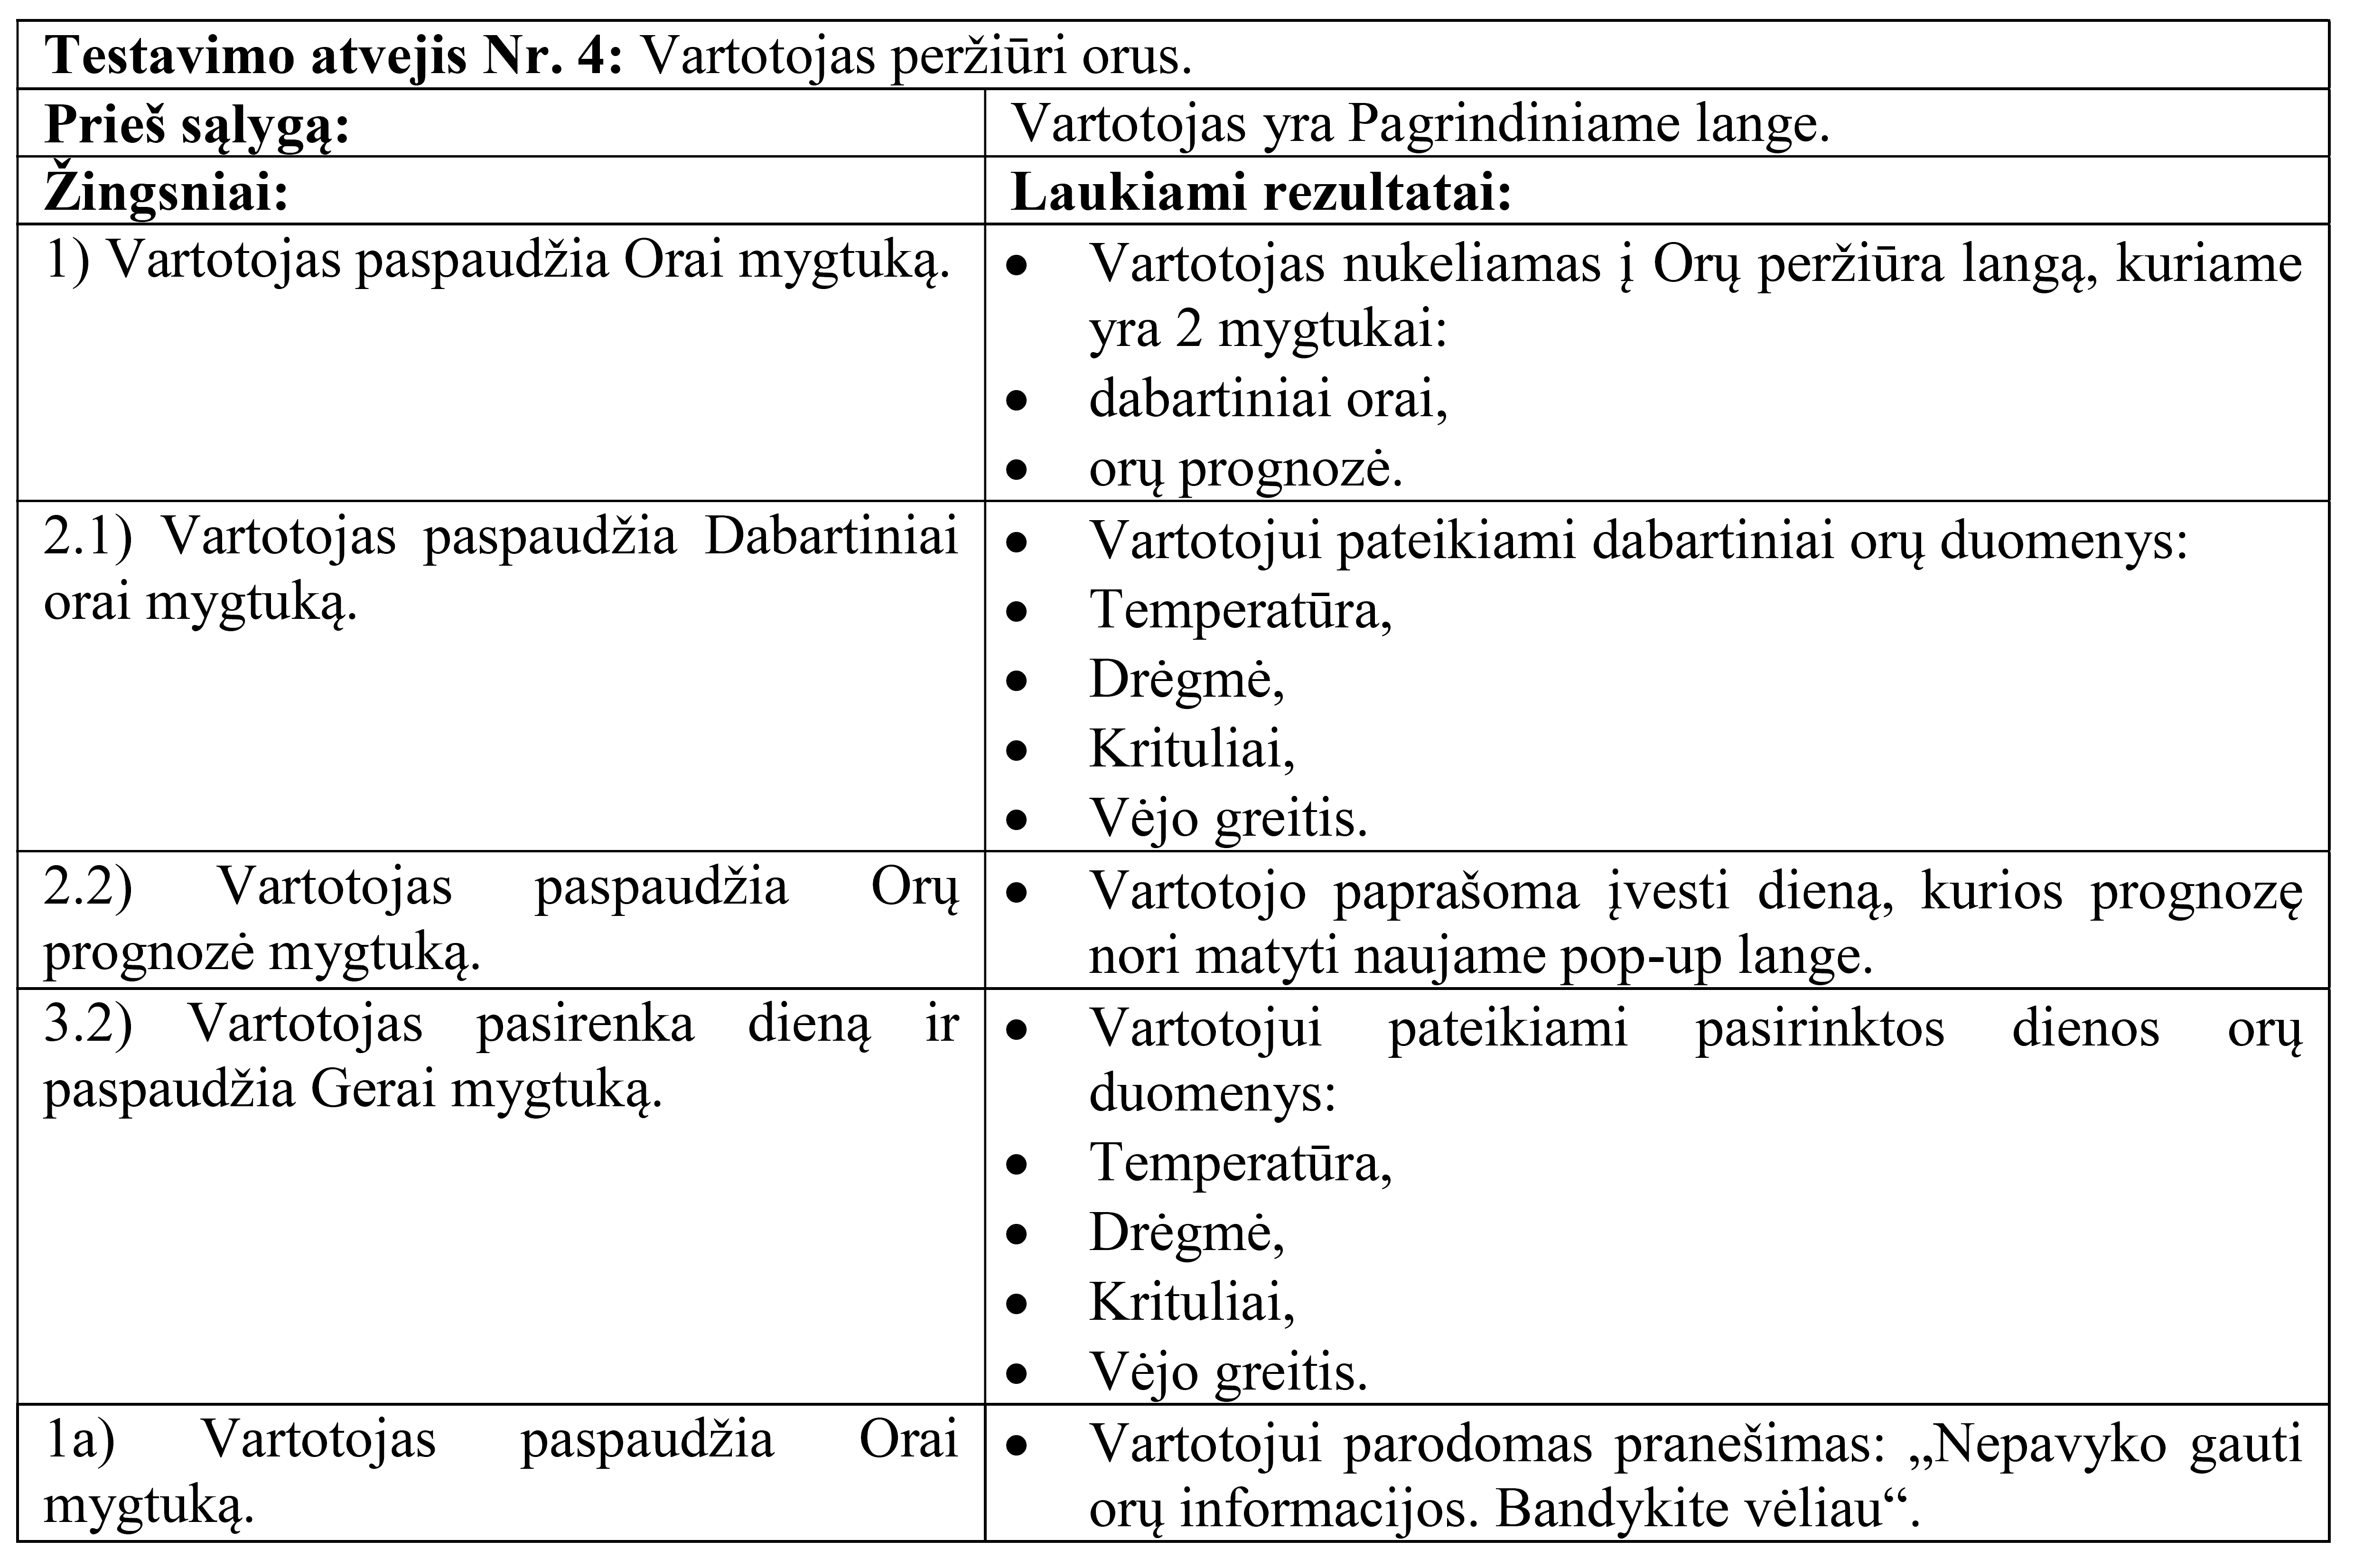 Testavimo atvejis Nr. 4: Vartotojas peržiūri orus.
Prieš sąlygą:
Vartotojas yra Pagrindiniame lange.
Žingsniai:
Laukiami rezultatai:
1) Vartotojas paspaudžia Orai mygtuką.
• Vartotojas nukeliamas į Orų peržiūra langą, kuriame
yra 2 mygtukai:
• dabartiniai orai,
• orų prognozė.
2.1) Vartotojas paspaudžia Dabartiniai
orai mygtuką.
• Vartotojui pateikiami dabartiniai orų duomenys:
• Temperatūra,
• Drėgmė,
• Krituliai,
• Vėjo greitis.
2.2) Vartotojas paspaudžia Orų
prognozė mygtuką.
• Vartotojo paprašoma įvesti dieną, kurios prognozę
nori matyti naujame pop-up lange.
3.2) Vartotojas pasirenka dieną ir
paspaudžia Gerai mygtuką.
• Vartotojui pateikiami pasirinktos dienos orų
duomenys:
• Temperatūra,
• Drėgmė,
• Krituliai,
• Vėjo greitis.
1a) Vartotojas paspaudžia Orai
mygtuką.
• Vartotojui parodomas pranešimas: „Nepavyko gauti
orų informacijos. Bandykite vėliau“.